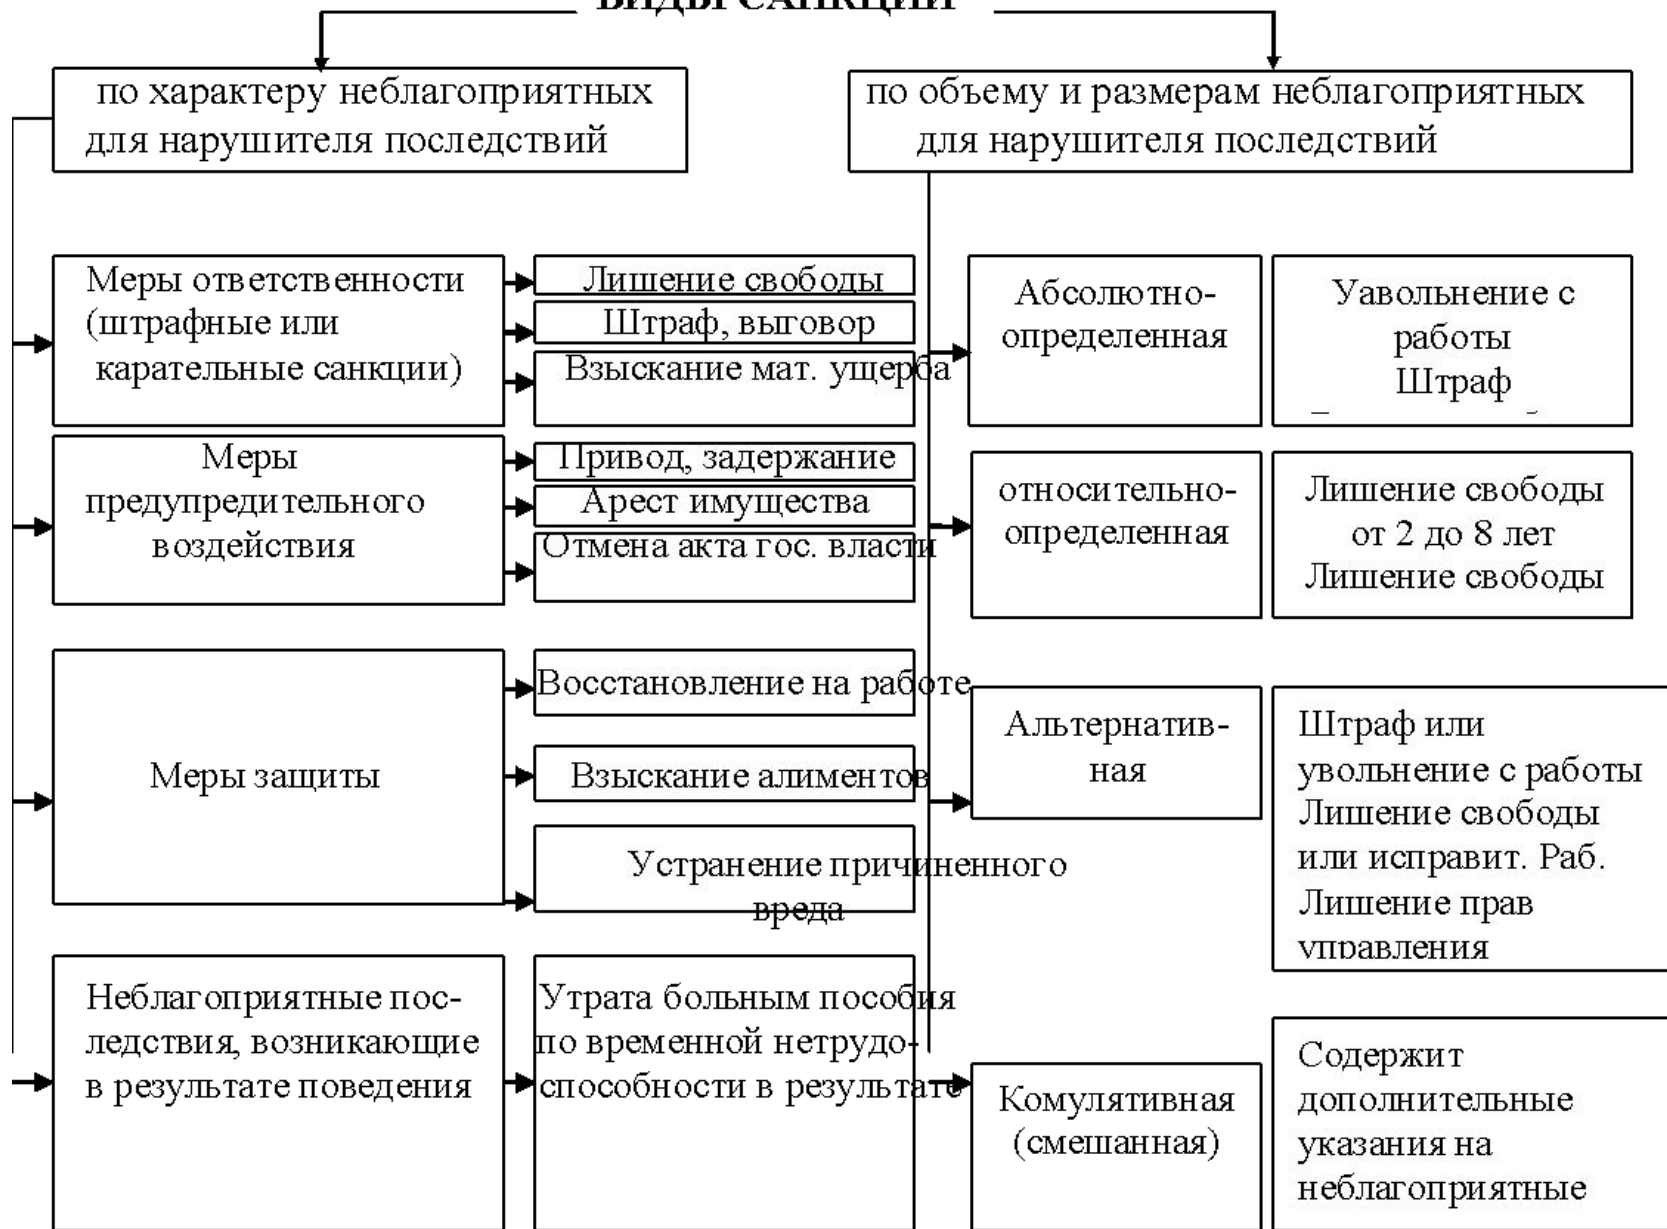 ВИДЫ САНКЦИЙ
по характеру неблагоприятных
для нарушителя последствий
по объему и размерам неблагоприятных
для нарушителя последствий
Меры ответственности
(штрафные или
карательные санкции)
Лишение свободы
Штраф, выговор
Взыскание мат. ущерба
Абсолютно-
определенная
Уавольнение с
работы
Штраф
Меры
предупредительного
воздействия
Привод, задержание
Арест имущества
Отмена акта гос. власти
относительно-
определенная
Лишение свободы
от 2 до 8 лет
Лишение свободы
Меры защиты
Восстановление на работе
Взыскание алиментов
Устранение причиненного
вреда
Альтернатив-
ная
Штраф или
увольнение с работы
Лишение свободы
или исправит. Раб.
Лишение прав
управления
Неблагоприятные пос-
ледствия, возникающие
в результате поведения
Утрата больным пособия
по временной нетрудо-
способности в результате
Комулятивная
(смешанная)
Содержит
дополнительные
указания на
неблагоприятные